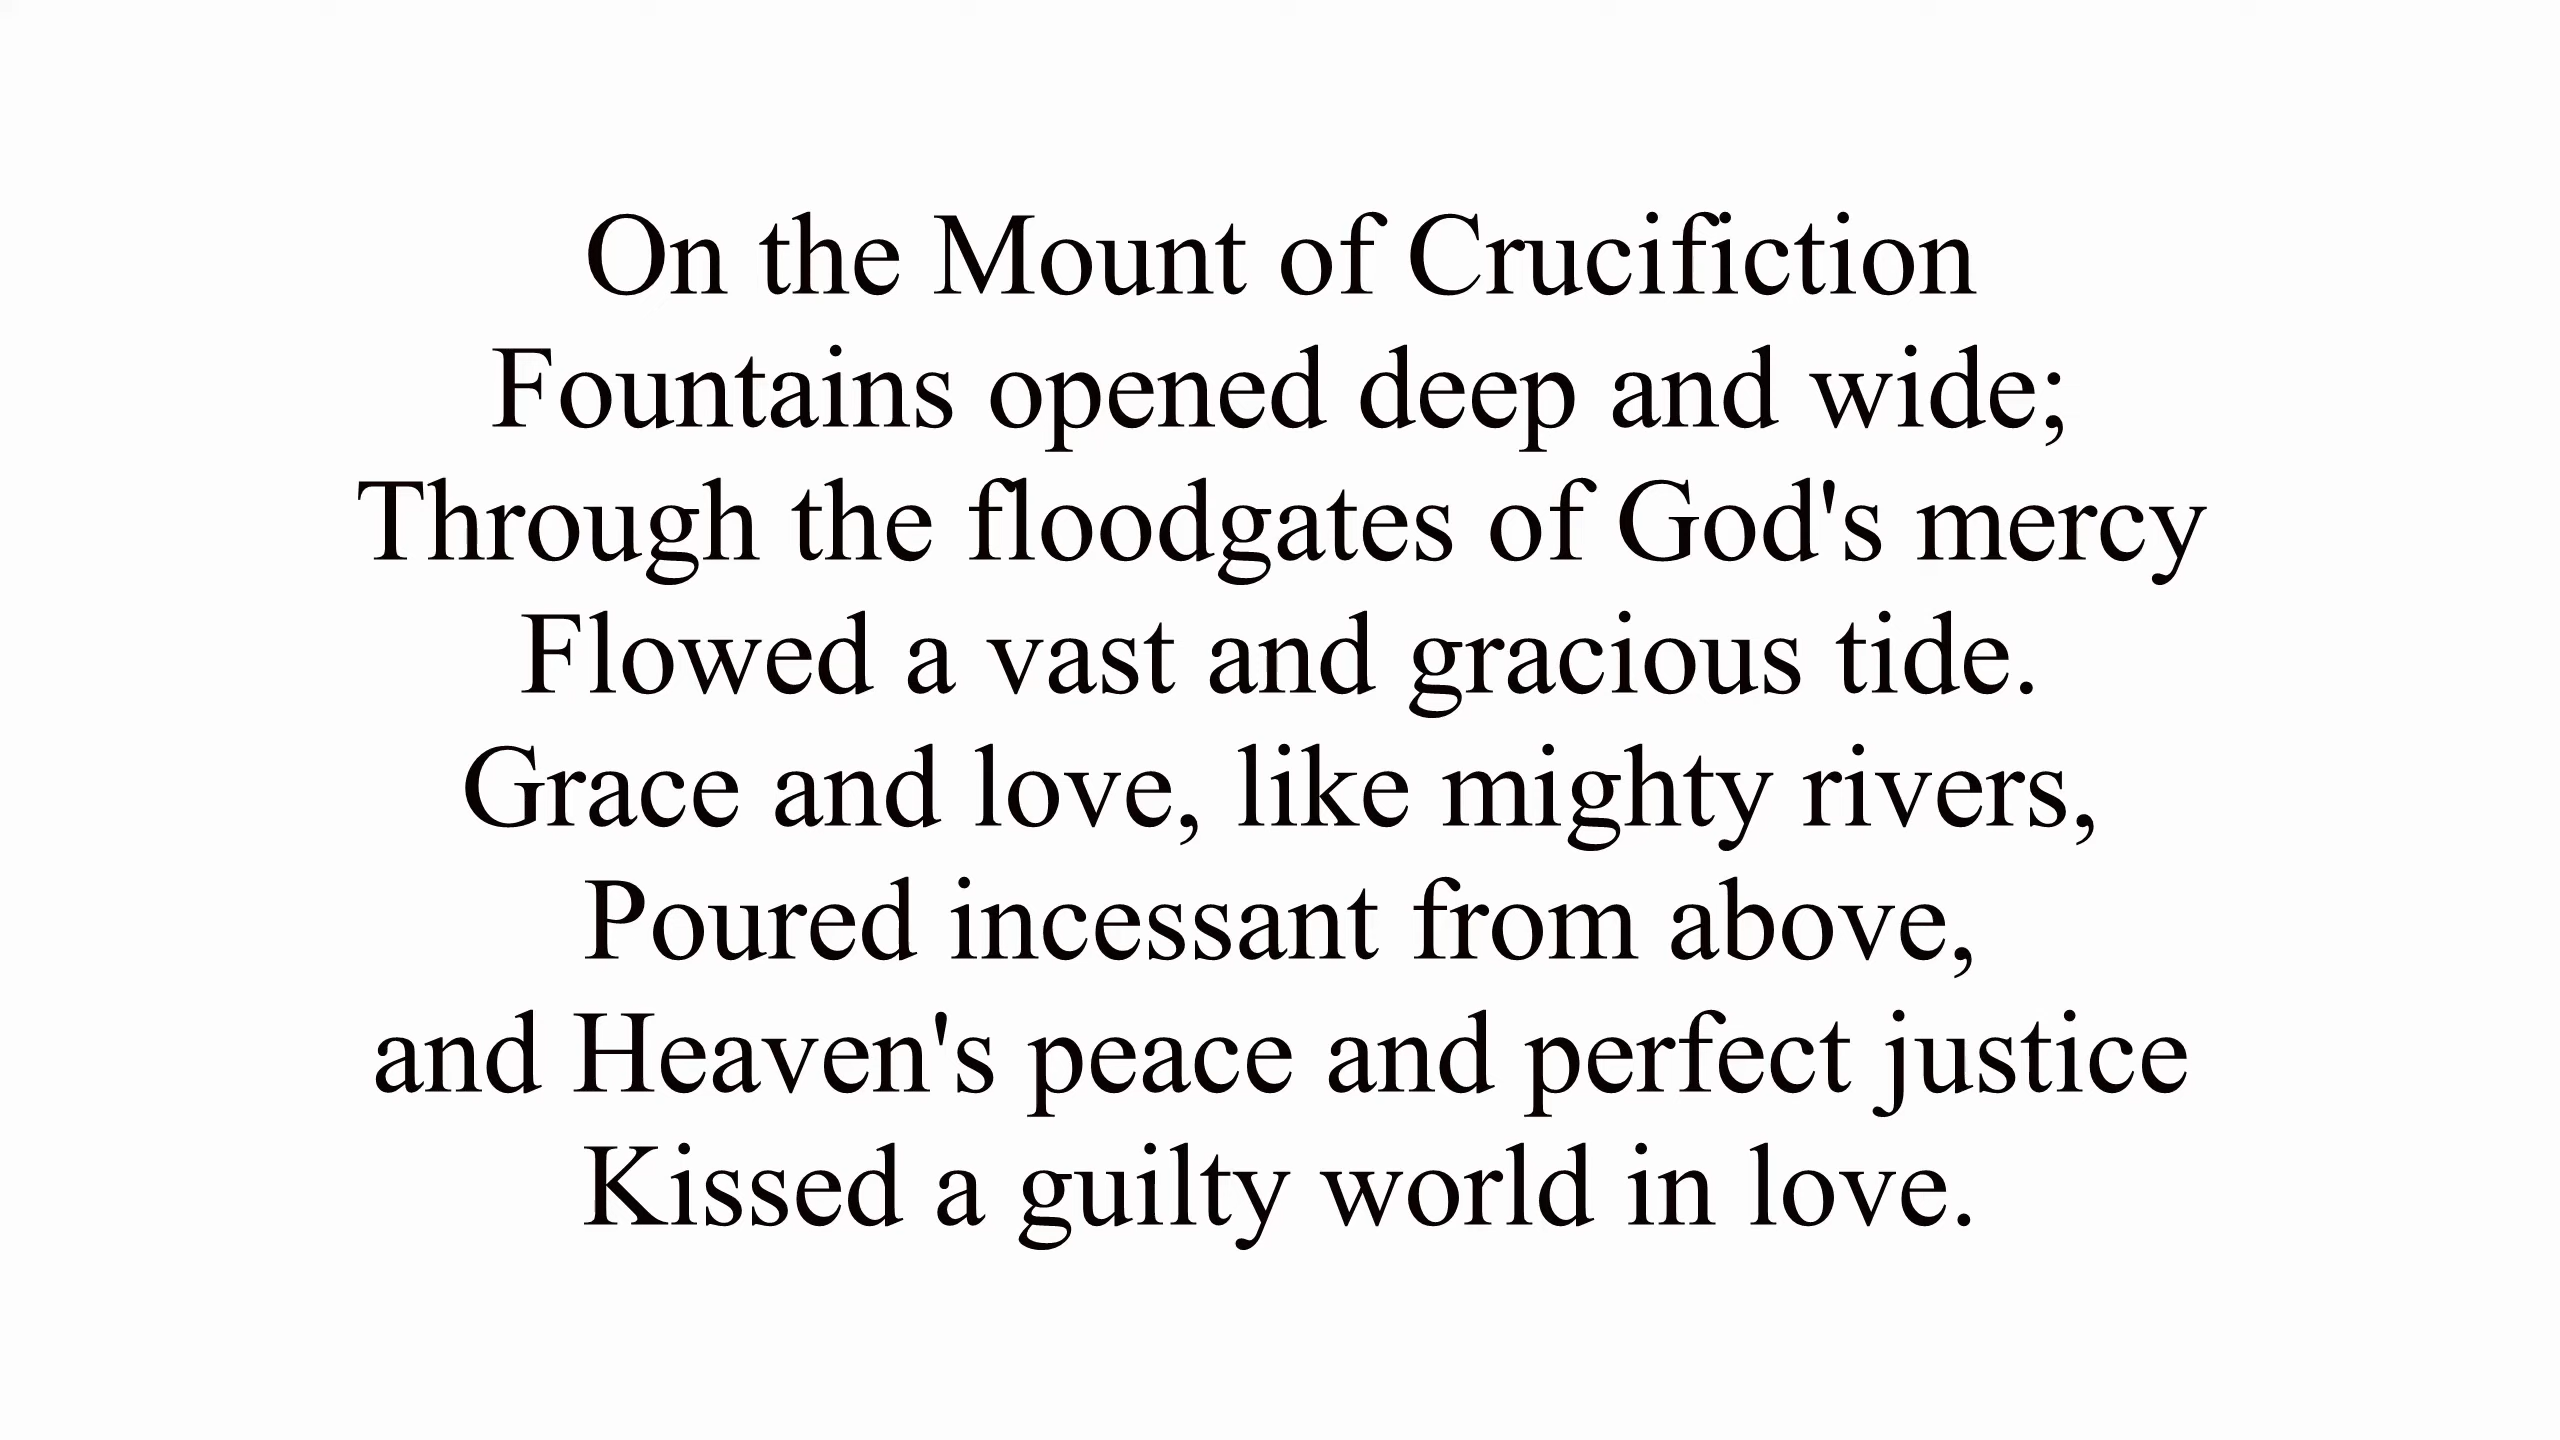 On the Mount of Crucifiction
Fountains opened deep and wide;
Through the floodgates of God's mercy
Flowed a vast and gracious tide.
Grace and love, like mighty rivers,
Poured incessant from above,
and Heaven's peace and perfect justice
Kissed a guilty world in love.